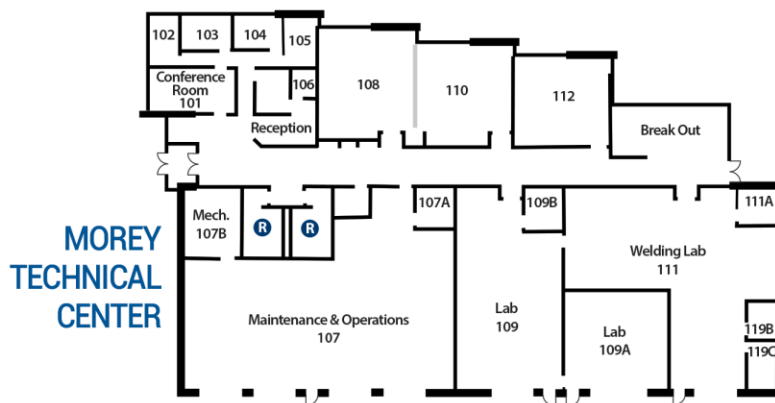 102
103
104
105
Conference
Room
101
106
108
110
112
Reception
Break Out
Mech.
107B
R
R
107A
109B
111A
MOREY
TECHNICAL
CENTER
Welding Lab
111
Maintenance & Operations
107
Lab
109
Lab
109A
119B
119C